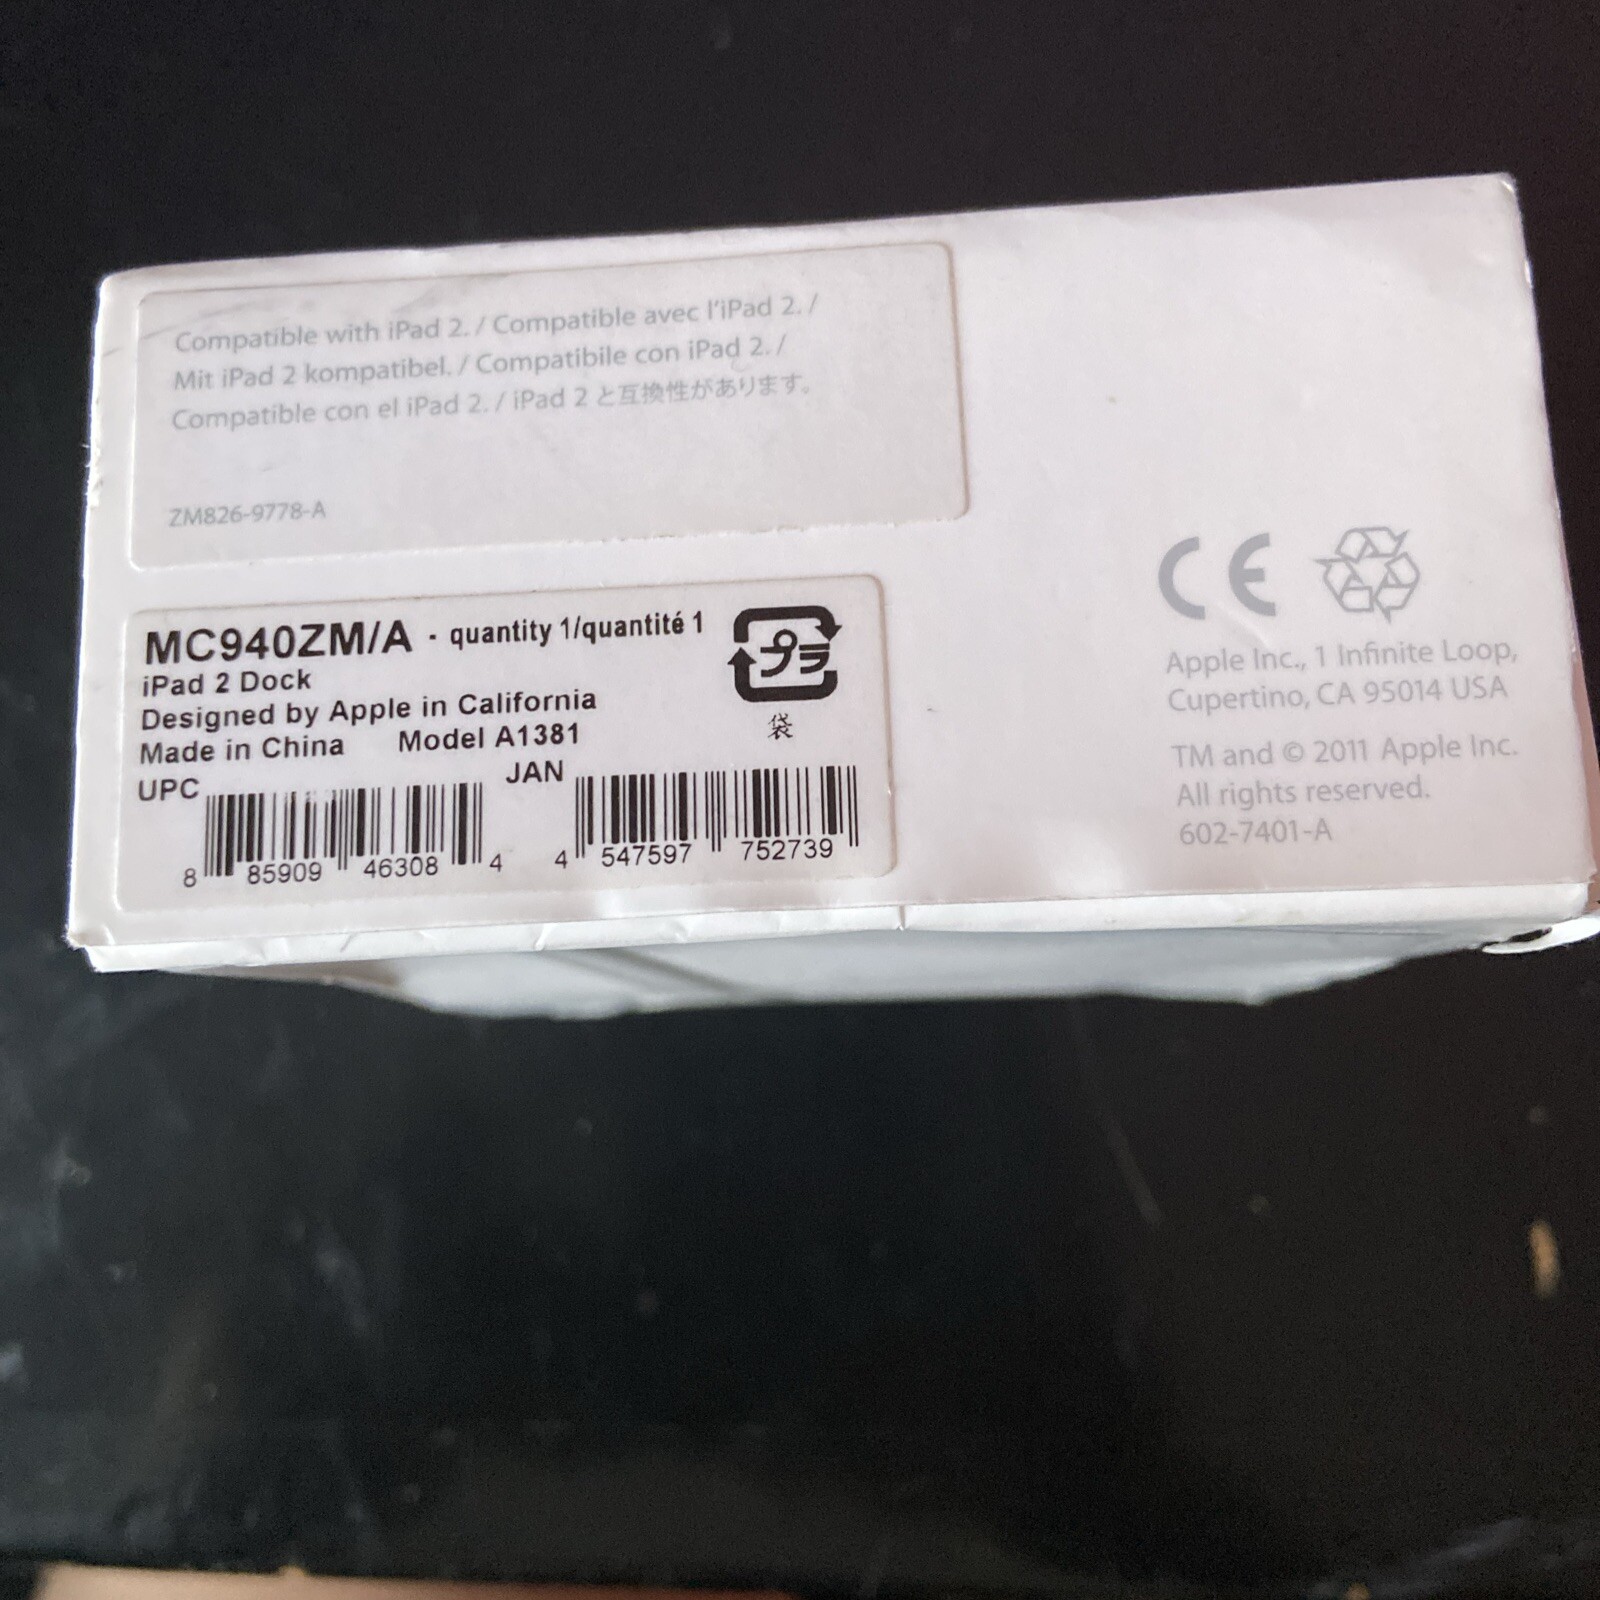 Compatible with iPad 2. / Compatible avec l'iPad 2. /
Mit iPad 2 kompatibel. / Compatibile con iPad 2. /
Compatible con el iPad 2. / iPad 2 と互換性があります。
ZM826-9778-A
MC940ZM/A - quantity 1/quantité 1
iPad 2 Dock
Designed by Apple in California
Made in China Model A1381
プラ
袋
UPC
8 85909 46308 4
JAN
4 547597 752739
CE
Apple Inc., 1 Infinite Loop,
Cupertino, CA 95014 USA
TM and © 2011 Apple Inc.
All rights reserved.
602-7401-A